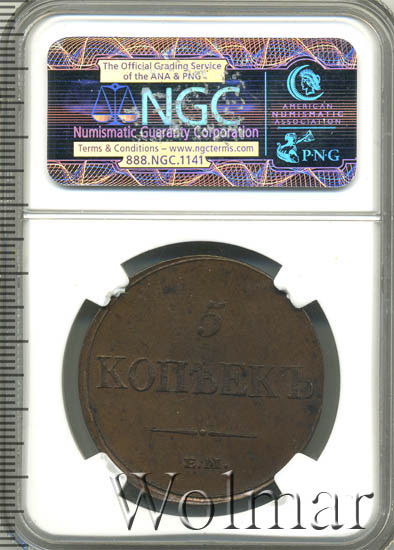 The Official Grading Service
of the ANA & PNG
NGC
Numismatic Guaranty Corporation
Terms & Conditions – www.ngcterms.com
888.NGC.1141
AMERICAN
NUMISMATIC
ASSOCIATION
P·N·G
5
КОПѢЕКЪ
Е.М.
Wolmar